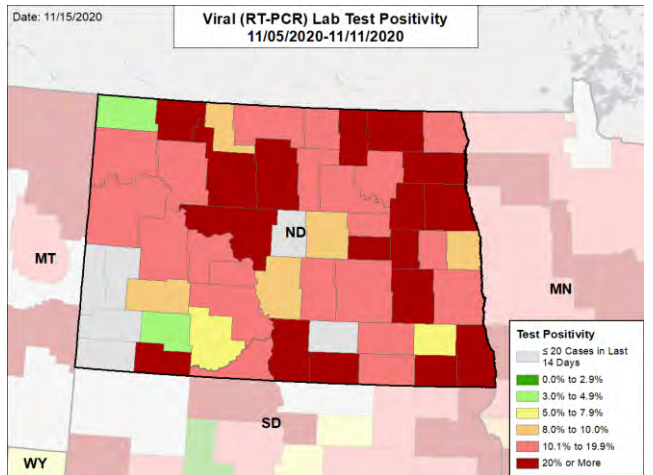 Date: 11/15/2020
Viral (RT-PCR) Lab Test Positivity
11/05/2020-11/11/2020
ND
MT
MN
SD
WY
Test Positivity
≤ 20 Cases in Last
14 Days
0.0% to 2.9%
3.0% to 4.9%
5.0% to 7.9%
8.0% to 10.0%
10.1% to 19.9%
20% or More